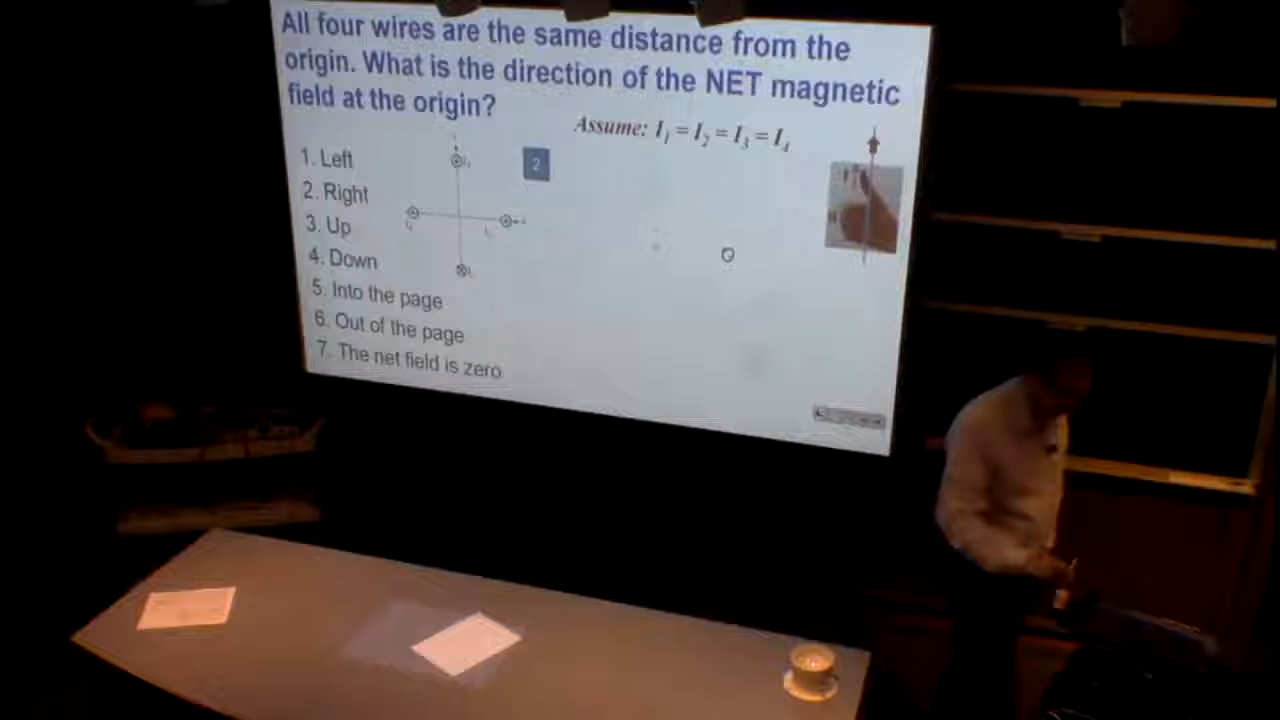 All four wires are the same distance from the
origin. What is the direction of the NET magnetic
field at the origin?
Assume: I1 = I2 = I3 = I4
1. Left
2. Right
3. Up
4. Down
5. Into the page
6. Out of the page
7. The net field is zero
2